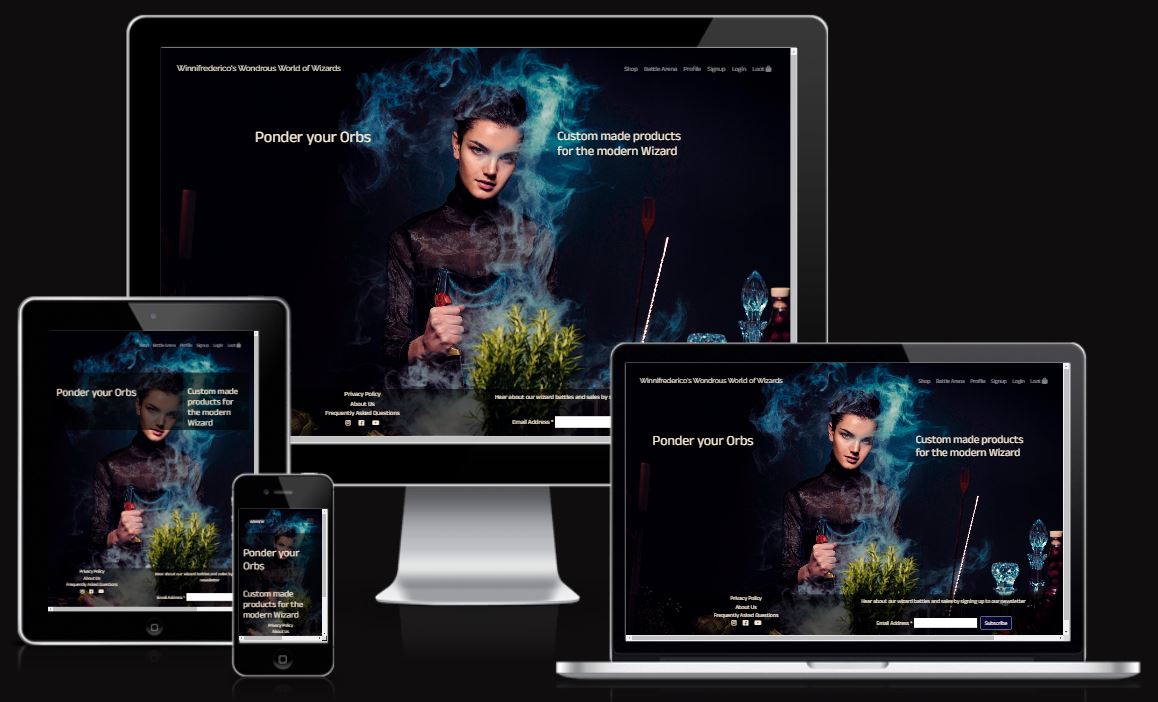 Winnifrederico's Wondrous World of Wizards
Shop Battle Arena Profile Signup Login Loot
Ponder your Orbs
Custom made products
for the modern Wizard
Privacy Policy
About Us
Frequently Asked Questions
Hear about our wizard battles and sales by s
Email Address *
Shop Battle Arena Profile Signup Login Loot
Ponder your Orbs
Custom made
products for
the modern
Wizard
Privacy Policy
About Us
Frequently Asked Questions
Hear about our wizard battles and sales by
newsletter
Email Address *
Ponder your
Orbs
Custom made
products for the
modern Wizard
Privacy Policy
About Us
Winnifrederico's Wondrous World of Wizards
Shop Battle Arena Profile Signup Login Loot
Ponder your Orbs
Custom made products
for the modern Wizard
Privacy Policy
About Us
Frequently Asked Questions
Hear about our wizard battles and sales by signing up to our newsletter
Email Address *
Subscribe